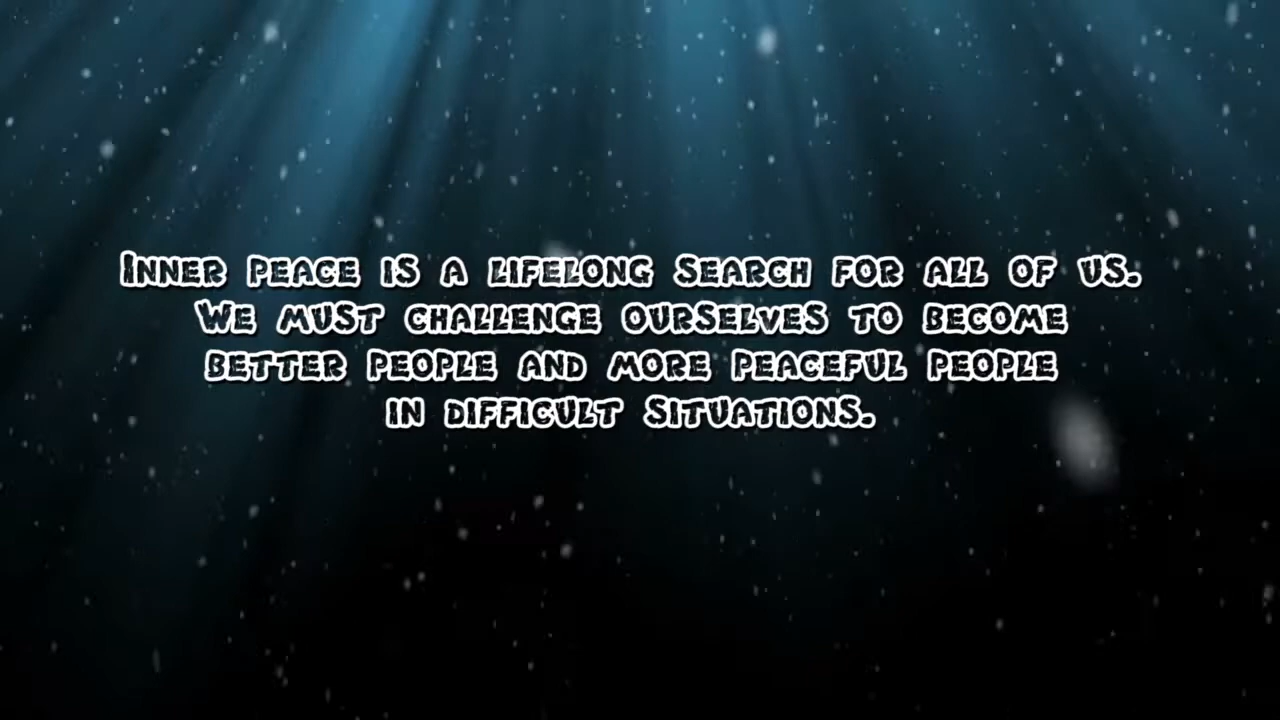 Inner peace is a lifelong search for all of us.
We must challenge ourselves to become
better people and more peaceful people
in difficult situations.